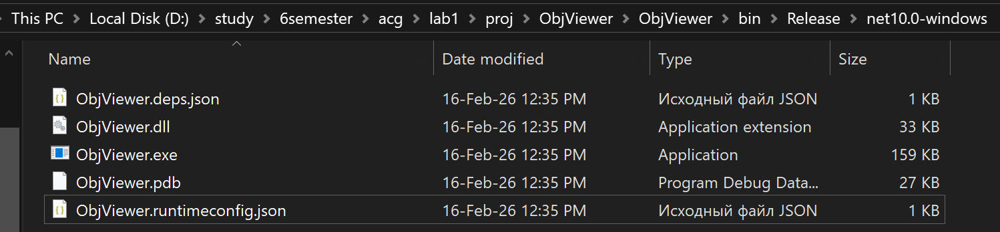 This PC > Local Disk (D:) > study > 6semester > acg > lab1 > proj > ObjViewer > ObjViewer > bin > Release > net10.0-windows
Name Date modified Type Size
ObjViewer.deps.json 16-Feb-26 12:35 PM Исходный файл JSON 1 KB
ObjViewer.dll 16-Feb-26 12:35 PM Application extension 33 KB
ObjViewer.exe 16-Feb-26 12:35 PM Application 159 KB
ObjViewer.pdb 16-Feb-26 12:35 PM Program Debug Data... 27 KB
ObjViewer.runtimeconfig.json 16-Feb-26 12:35 PM Исходный файл JSON 1 KB